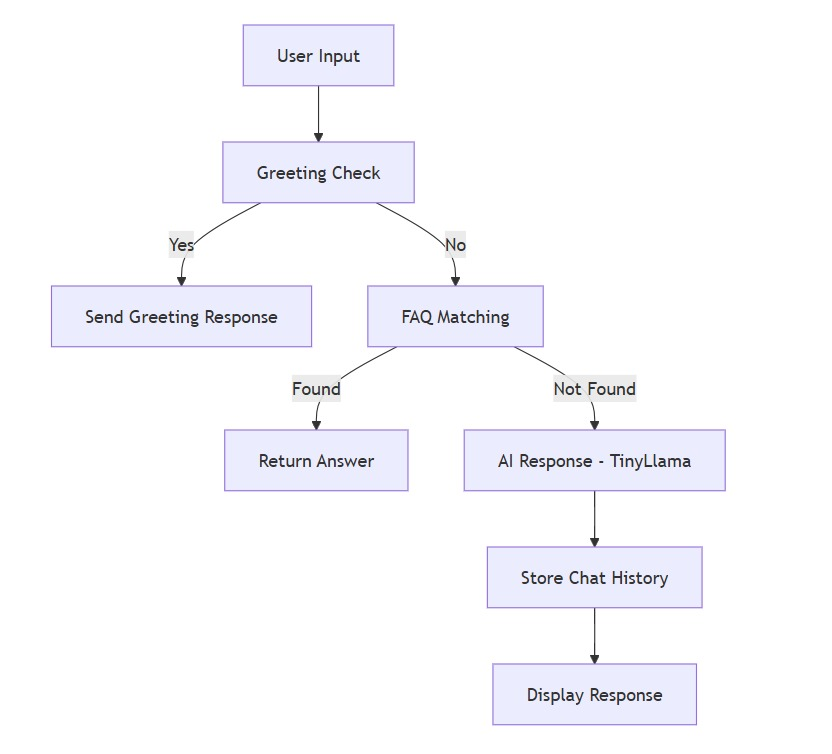 User Input
Greeting Check
Yes
No
Send Greeting Response
FAQ Matching
Found
Not Found
Return Answer
AI Response - TinyLlama
Store Chat History
Display Response